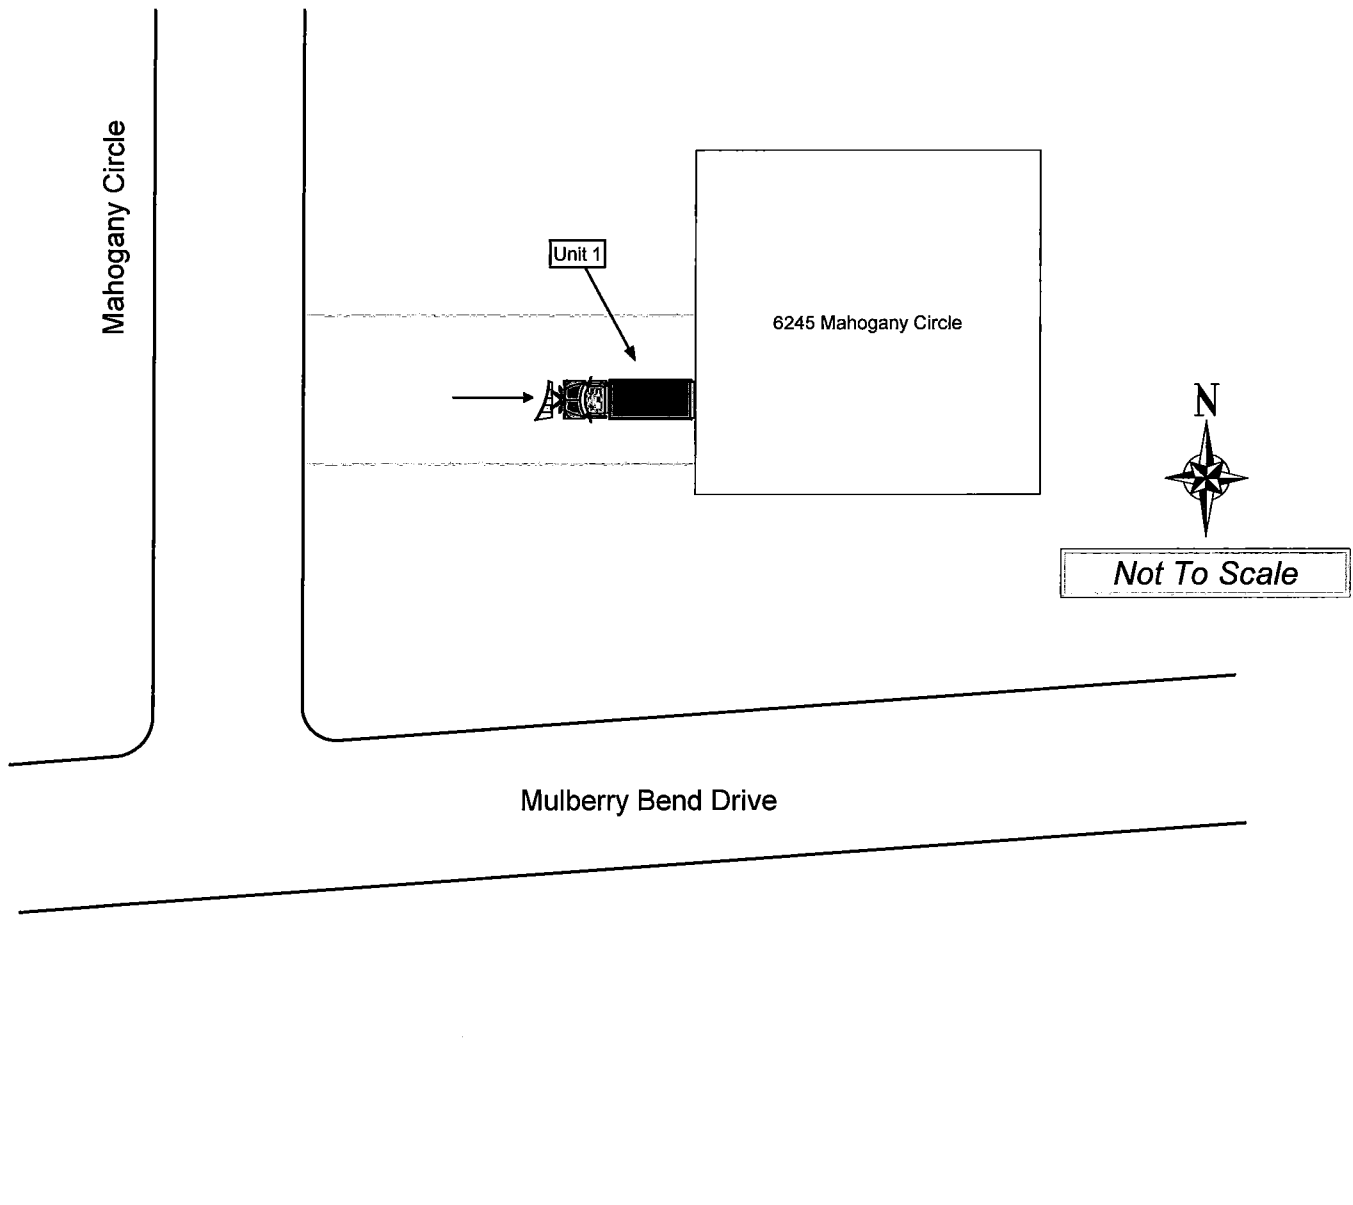 Mahogany Circle
Unit 1
6245 Mahogany Circle
N
Not To Scale
Mulberry Bend Drive